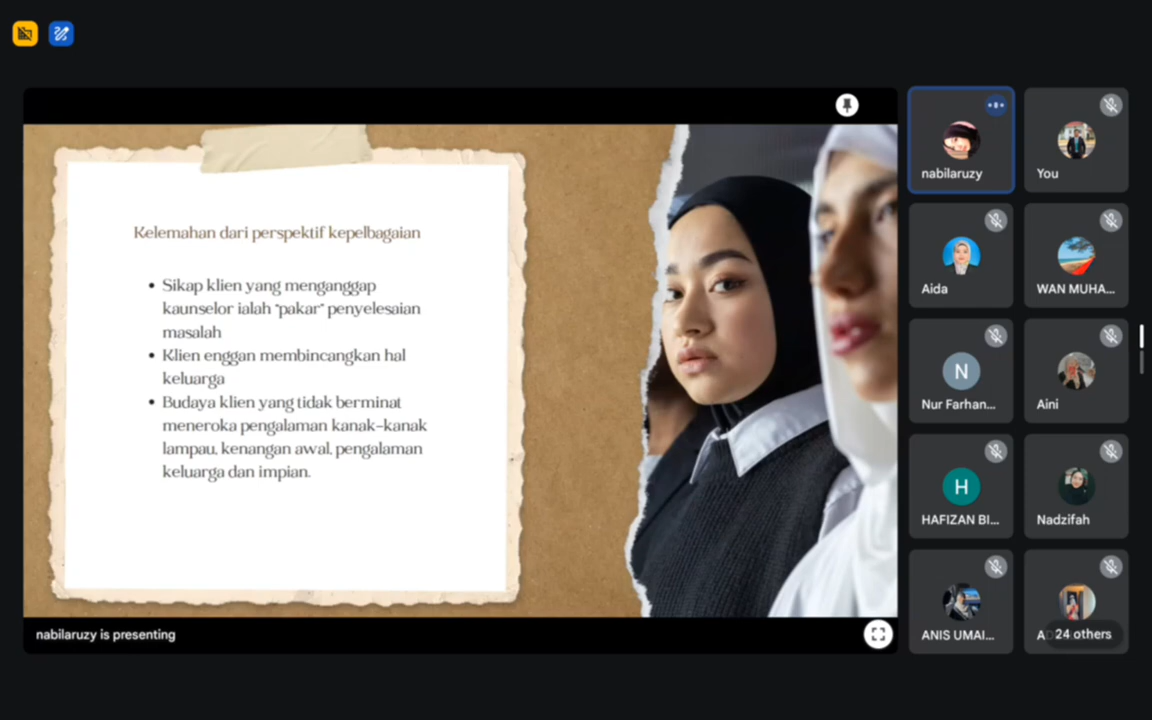 Kelemahan dari perspektif kepelbagaian
• Sikap klien yang menganggap
kaunselor ialah "pakar" penyelesaian
masalah
• Klien enggan membincangkan hal
keluarga
• Budaya klien yang tidak berminat
meneroka pengalaman kanak-kanak
lampau, kenangan awal, pengalaman
keluarga dan impian.
nabilaruzy is presenting
nabilaruzy
You
Aida
WAN MUHA...
Nur Farhan...
Aini
N
HAFIZAN BI...
Nadzifah
H
ANIS UMAI...
24 others